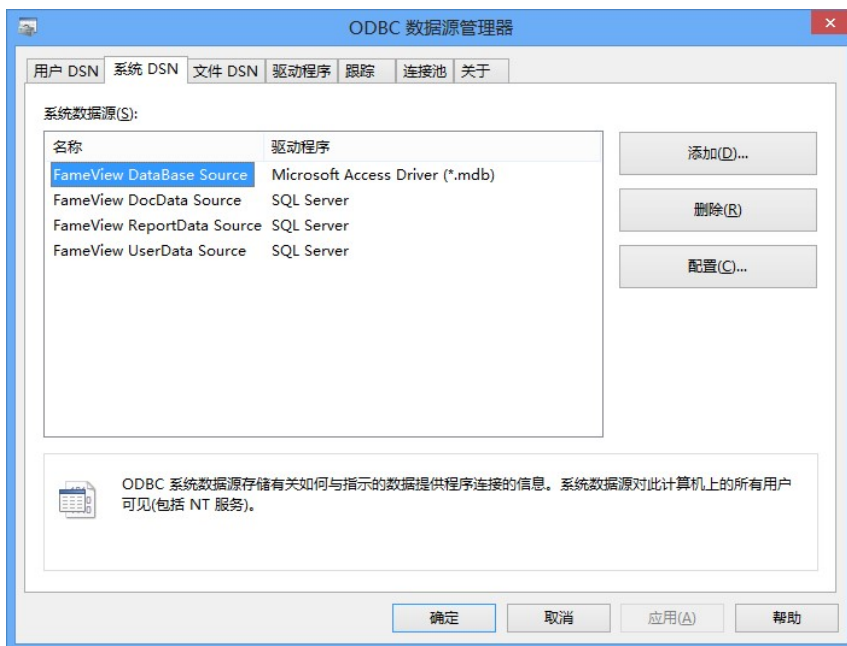 ODBC 数据源管理器
用户 DSN 系统 DSN 文件 DSN 驱动程序 跟踪 连接池 关于
系统数据源(S):
名称 驱动程序
FameView DataBase Source Microsoft Access Driver (*.mdb)
FameView DocData Source SQL Server
FameView ReportData Source SQL Server
FameView UserData Source SQL Server
添加(D)...
删除(R)
配置(C)...
ODBC 系统数据源存储有关如何与指示的数据提供程序连接的信息。系统数据源对此计算机上的所有用户
可见(包括 NT 服务)。
确定 取消 应用(A) 帮助